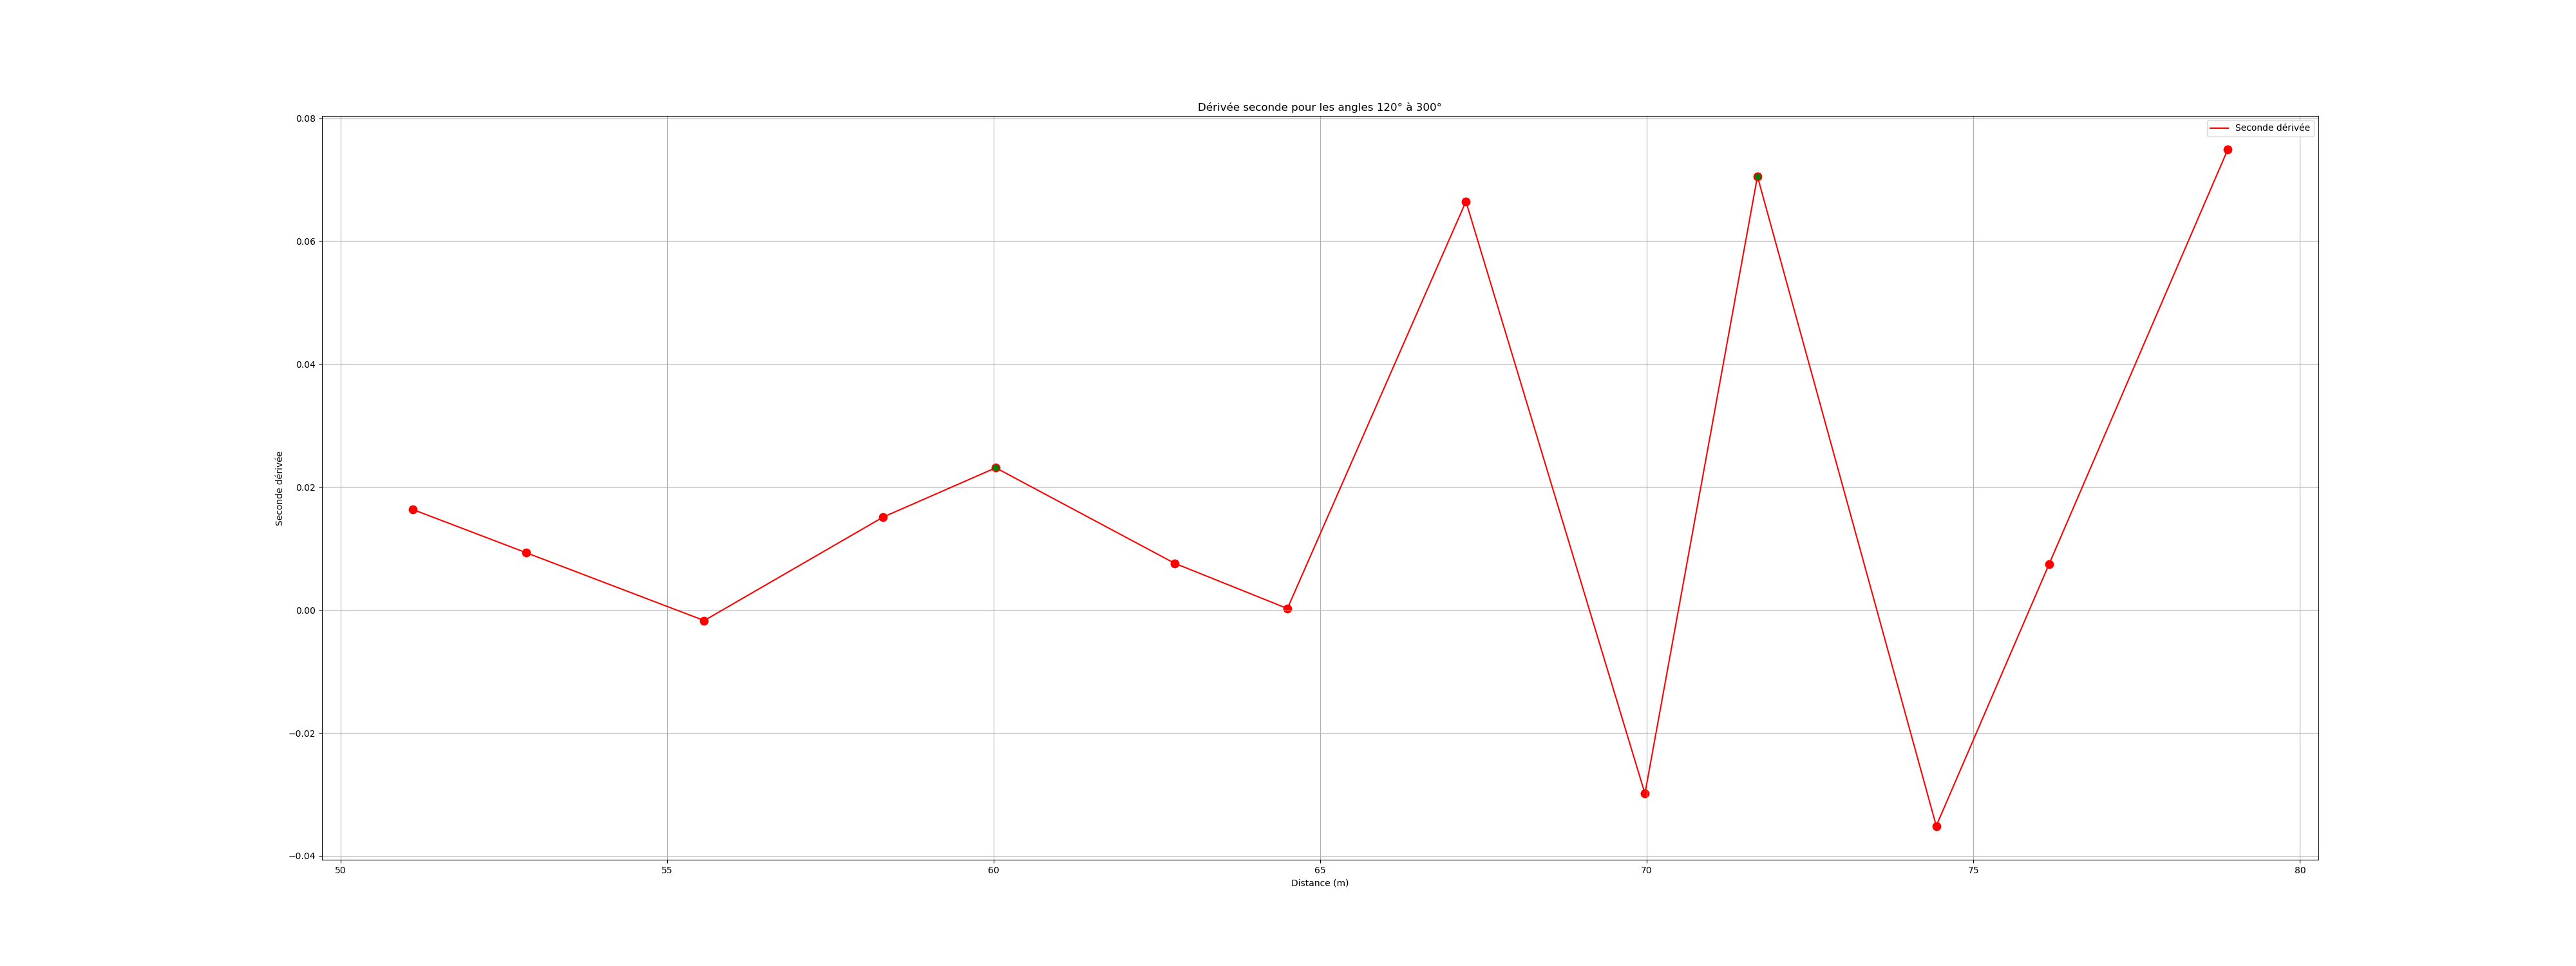 Dérivée seconde pour les angles 120° à 300°
Seconde dérivée
0.08
0.06
0.04
0.02
0.00
−0.02
−0.04
Seconde dérivée
50 55 60 65 70 75 80
Distance (m)